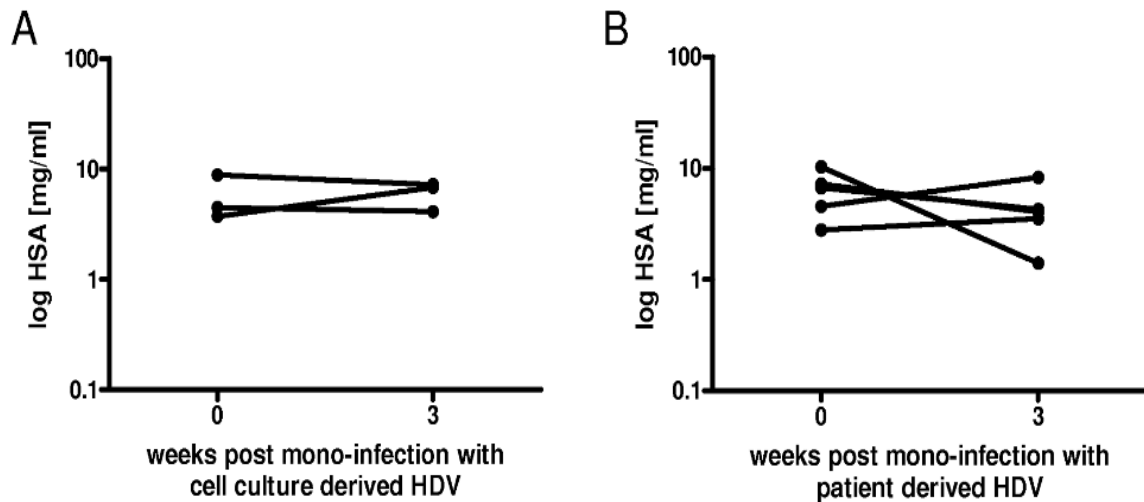 A
log HSA [mg/ml]
100
10
1
0.1
0
3
weeks post mono-infection with
cell culture derived HDV
B
log HSA [mg/ml]
100
10
1
0.1
0
3
weeks post mono-infection with
patient derived HDV